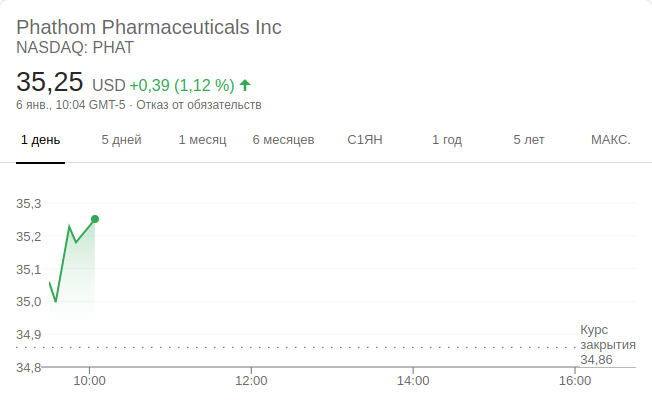 Phathom Pharmaceuticals Inc
NASDAQ: PHAT
35,25 USD +0,39 (1,12 %)
6 янв., 10:04 GMT-5 · Отказ от обязательств
1 день 5 дней 1 месяц 6 месяцев С1ЯН 1 год 5 лет МАКС.
35,3
35,2
35,1
35,0
34,9
34,8
Курс
закрытия
34,86
10:00 12:00 14:00 16:00